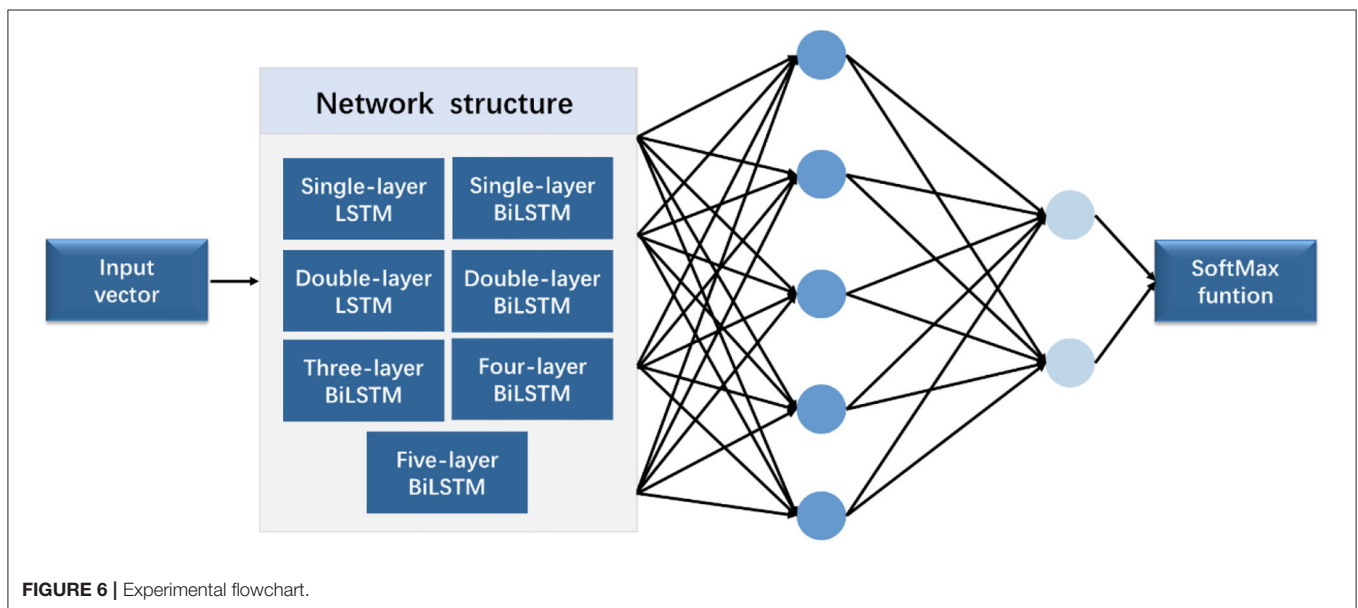 Input
vector
Network structure
Single-layer
LSTM
Single-layer
BiLSTM
Double-layer
LSTM
Double-layer
BiLSTM
Three-layer
BiLSTM
Four-layer
BiLSTM
Five-layer
BiLSTM
SoftMax
funtion
FIGURE 6 | Experimental flowchart.